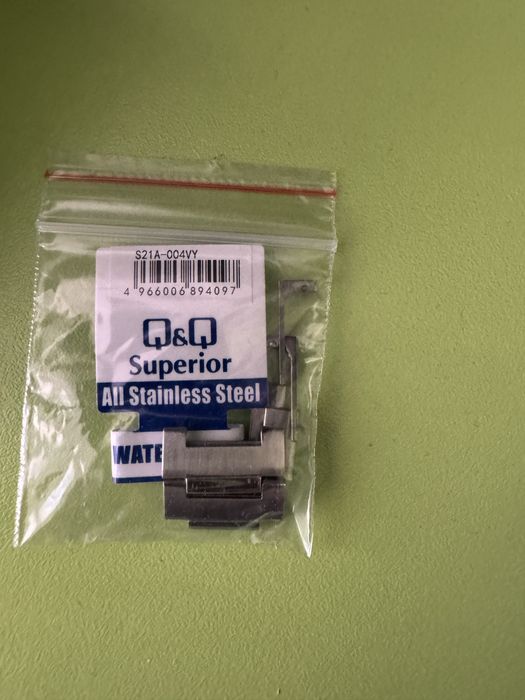 S21A-004VY
4 966006 894097
Q&Q
Superior
All Stainless Steel
WATE